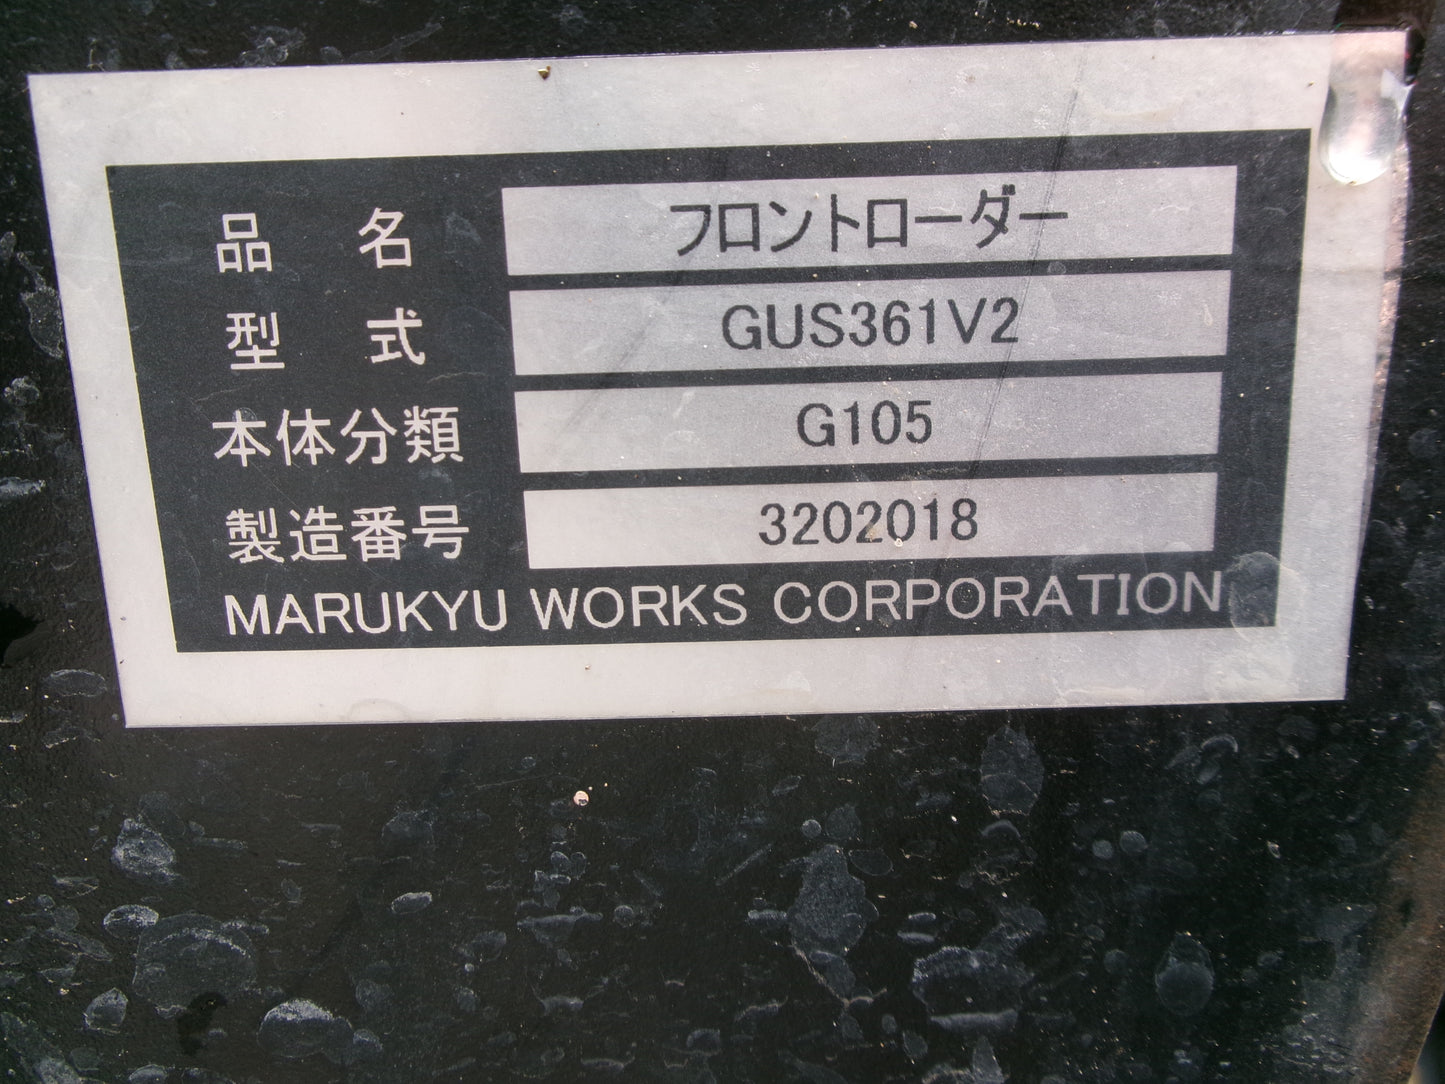 品名 フロントローダー
型式 GUS361V2
本体分類 G105
製造番号 3202018
MARUKYU WORKS CORPORATION